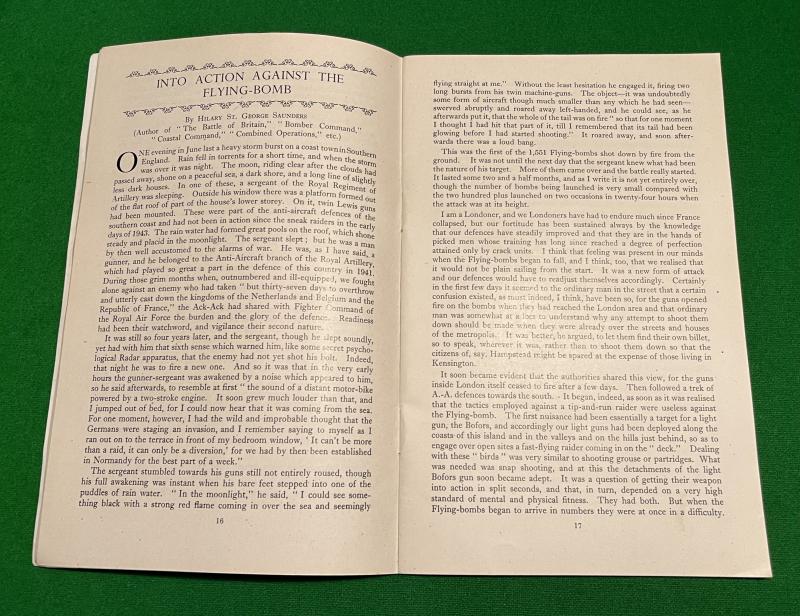 INTO ACTION AGAINST THE
FLYING-BOMB
By Hilary St. George Saunders
(Author of " The Battle of Britain," " Bomber Command,"
" Coastal Command," " Combined Operations," etc.)
ONE evening in June last a heavy storm burst on a coast town in Southern
England. Rain fell in torrents for a short time, and when the storm
was over it was night. The moon, riding clear after the clouds had
passed away, shone on a peaceful sea, a dark shore, and a long line of slightly
less dark houses. In one of these, a sergeant of the Royal Regiment of
Artillery was sleeping. Outside his window there was a platform formed out
of the flat roof of part of the house's lower storey. On it, twin Lewis guns
had been mounted. These were part of the anti-aircraft defences of the
southern coast and had not been in action since the sneak raiders in the early
days of 1943. The rain water had formed great pools on the roof, which shone
steady and placid in the moonlight. The sergeant slept ; but he was a man
by then well accustomed to the alarms of war. He was, as I have said, a
gunner, and he belonged to the Anti-Aircraft branch of the Royal Artillery,
which had played so great a part in the defence of this country in 1941.
During those grim months when, outnumbered and ill-equipped, we fought
alone against an enemy who had taken " but thirty-seven days to overthrow
and utterly cast down the kingdoms of the Netherlands and Belgium and the
Republic of France," the Ack-Ack had shared with Fighter Command of
the Royal Air Force the burden and the glory of the defence. Readiness
had been their watchword, and vigilance their second nature.
It was still so four years later, and the sergeant, though he slept soundly,
yet had with him that sixth sense which warned him, like some secret psycho-
logical Radar apparatus, that the enemy had not yet shot his bolt. Indeed,
that night he was to fire a new one. And so it was that in the very early
hours the gunner-sergeant was awakened by a noise which appeared to him,
so he said afterwards, to resemble at first " the sound of a distant motor-bike
powered by a two-stroke engine. It soon grew much louder than that, and
I jumped out of bed, for I could now hear that it was coming from the sea.
For one moment, however, I had the wild and improbable thought that the
Germans were staging an invasion, and I remember saying to myself as I
ran out on to the terrace in front of my bedroom window, ' It can't be more
than a raid, it can only be a diversion,' for we had by then been established
in Normandy for the best part of a week."
The sergeant stumbled towards his guns still not entirely roused, though
his full awakening was instant when his bare feet stepped into one of the
puddles of rain water. " In the moonlight," he said, " I could see some-
thing black with a strong red flame coming in over the sea and seemingly
16
flying straight at me." Without the least hesitation he engaged it, firing two
long bursts from his twin machine-guns. The object—it was undoubtedly
some form of aircraft though much smaller than any which he had seen—
swerved abruptly and roared away left-handed, and he could see, as he
afterwards put it, that the whole of the tail was on fire " so that for one moment
I thought I had hit that part of it, till I remembered that its tail had been
glowing before I had started shooting." It roared away, and soon after-
wards there was a loud bang.
This was the first of the 1,551 Flying-bombs shot down by fire from the
ground. It was not until the next day that the sergeant knew what had been
the nature of his target. More of them came over and the battle really started.
It lasted some two and a half months, and as I write it is not yet entirely over,
though the number of bombs being launched is very small compared with
the two hundred plus launched on two occasions in twenty-four hours when
the attack was at its height.
I am a Londoner, and we Londoners have had to endure much since France
collapsed, but our fortitude has been sustained always by the knowledge
that our defences have steadily improved and that they are in the hands of
picked men whose training has long since reached a degree of perfection
attained only by crack units. I think that feeling was present in our minds
when the Flying-bombs began to fall, and I think, too, that we realised that
it would not be plain sailing from the start. It was a new form of attack
and our defences would have to readjust themselves accordingly. Certainly
in the first few days it seemed to the ordinary man in the street that a certain
confusion existed, as must indeed, I think, have been so, for the guns opened
fire on the bombs when they had reached the London area and that ordinary
man was somewhat at a loss to understand why any attempt to shoot them
down should be made when they were already over the streets and houses
of the metropolis. It was better, he argued, to let them find their own billet,
so to speak, wherever it was, rather than to shoot them down so that the
citizens of, say, Hampstead might be spared at the expense of those living in
Kensington.
It soon became evident that the authorities shared this view, for the guns
inside London itself ceased to fire after a few days. Then followed a trek of
A.-A. defences towards the south. It began, indeed, as soon as it was realised
that the tactics employed against a tip-and-run raider were useless against
the Flying-bomb. The first nuisance had been essentially a target for a light
gun, the Bofors, and accordingly our light guns had been deployed along the
coasts of this island and in the valleys and on the hills just behind, so as to
engage over open sites a fast-flying raider coming in on the " deck." Dealing
with these " birds " was very similar to shooting grouse or partridges. What
was needed was snap shooting, and at this the detachments of the light
Bofors gun soon became adept. It was a question of getting their weapon
into action in split seconds, and that, in turn, depended on a very high
standard of mental and physical fitness. They had both. But when the
Flying-bombs began to arrive in numbers they were at once in a difficulty.
17